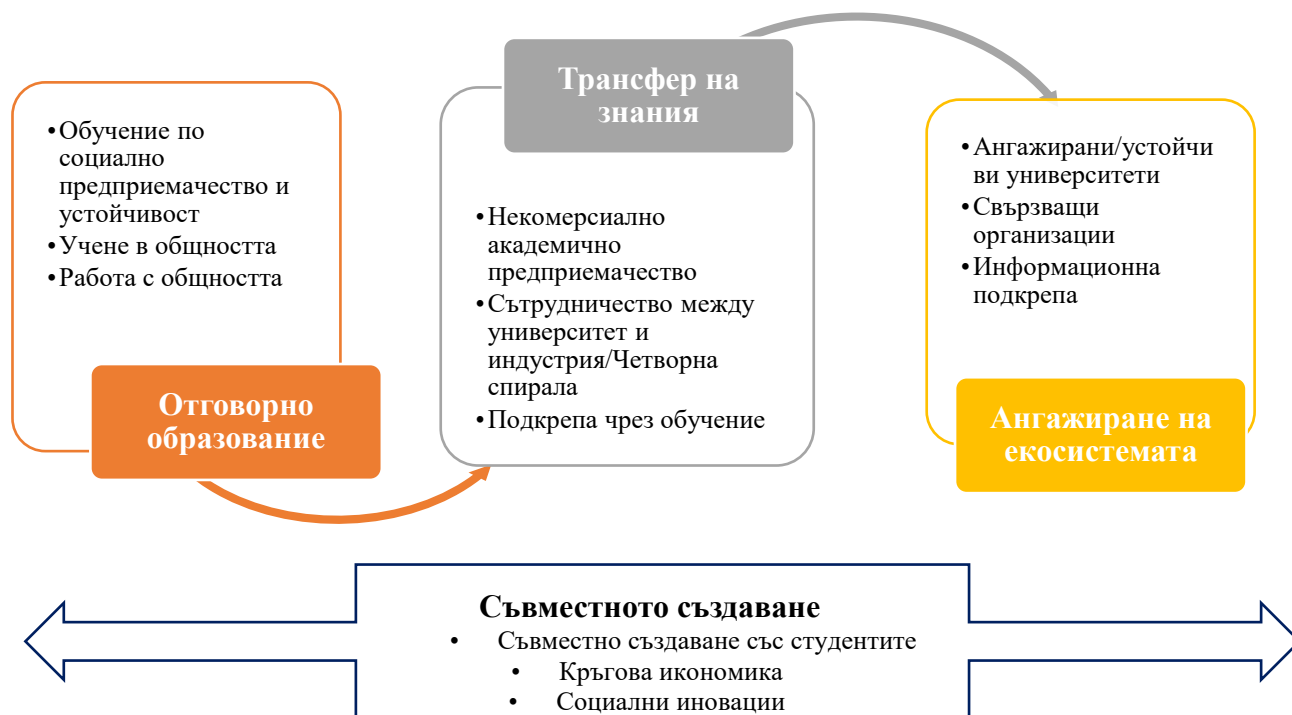 •Обучение по
социално
предприемачество и
устойчивост
•Учене в общността
•Работа с общността
Отговорно
образование
Трансфер на
знания
•Некомерсиално
академично
предприемачество
•Сътрудничество между
университет и
индустрия/Четворна
спирала
•Подкрепа чрез обучение
•Ангажирани/устойчи
ви университети
•Свързващи
организации
•Информационна
подкрепа
Ангажиране на
екосистемата
Съвместното създаване
• Съвместно създаване със студентите
• Кръгова икономика
• Социални иновации